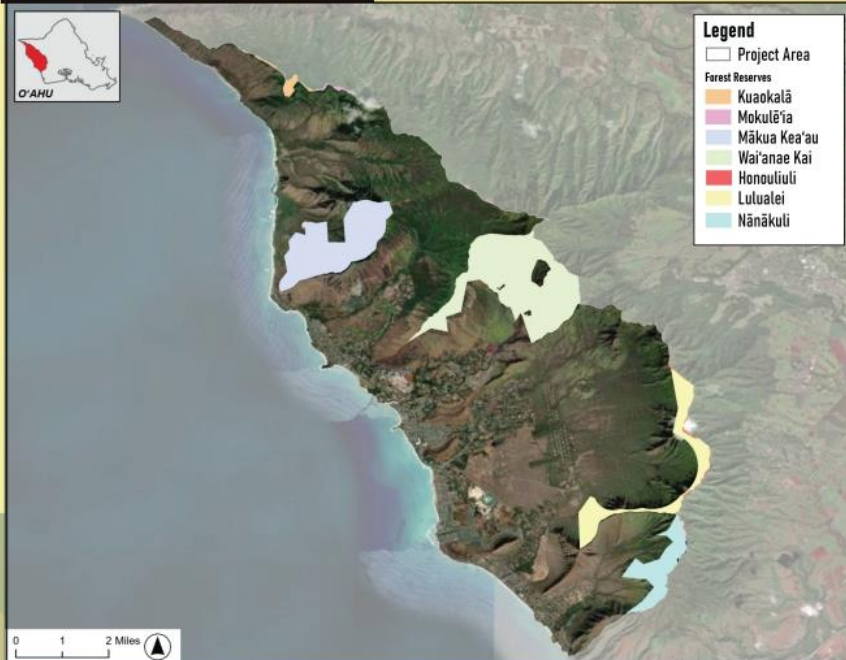 O'AHU
Legend
Project Area
Forest Reserves
Kuaokalā
Mokulē'ia
Mākua Kea'au
Wai'anae Kai
Honouliuli
Lulualei
Nānākuli
0 1 2 Miles